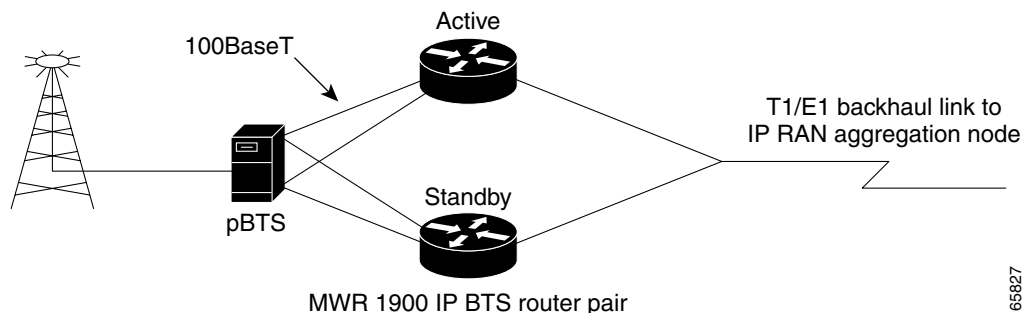 Active
100BaseT
T1/E1 backhaul link to
IP RAN aggregation node
Standby
pBTS
MWR 1900 IP BTS router pair
65827